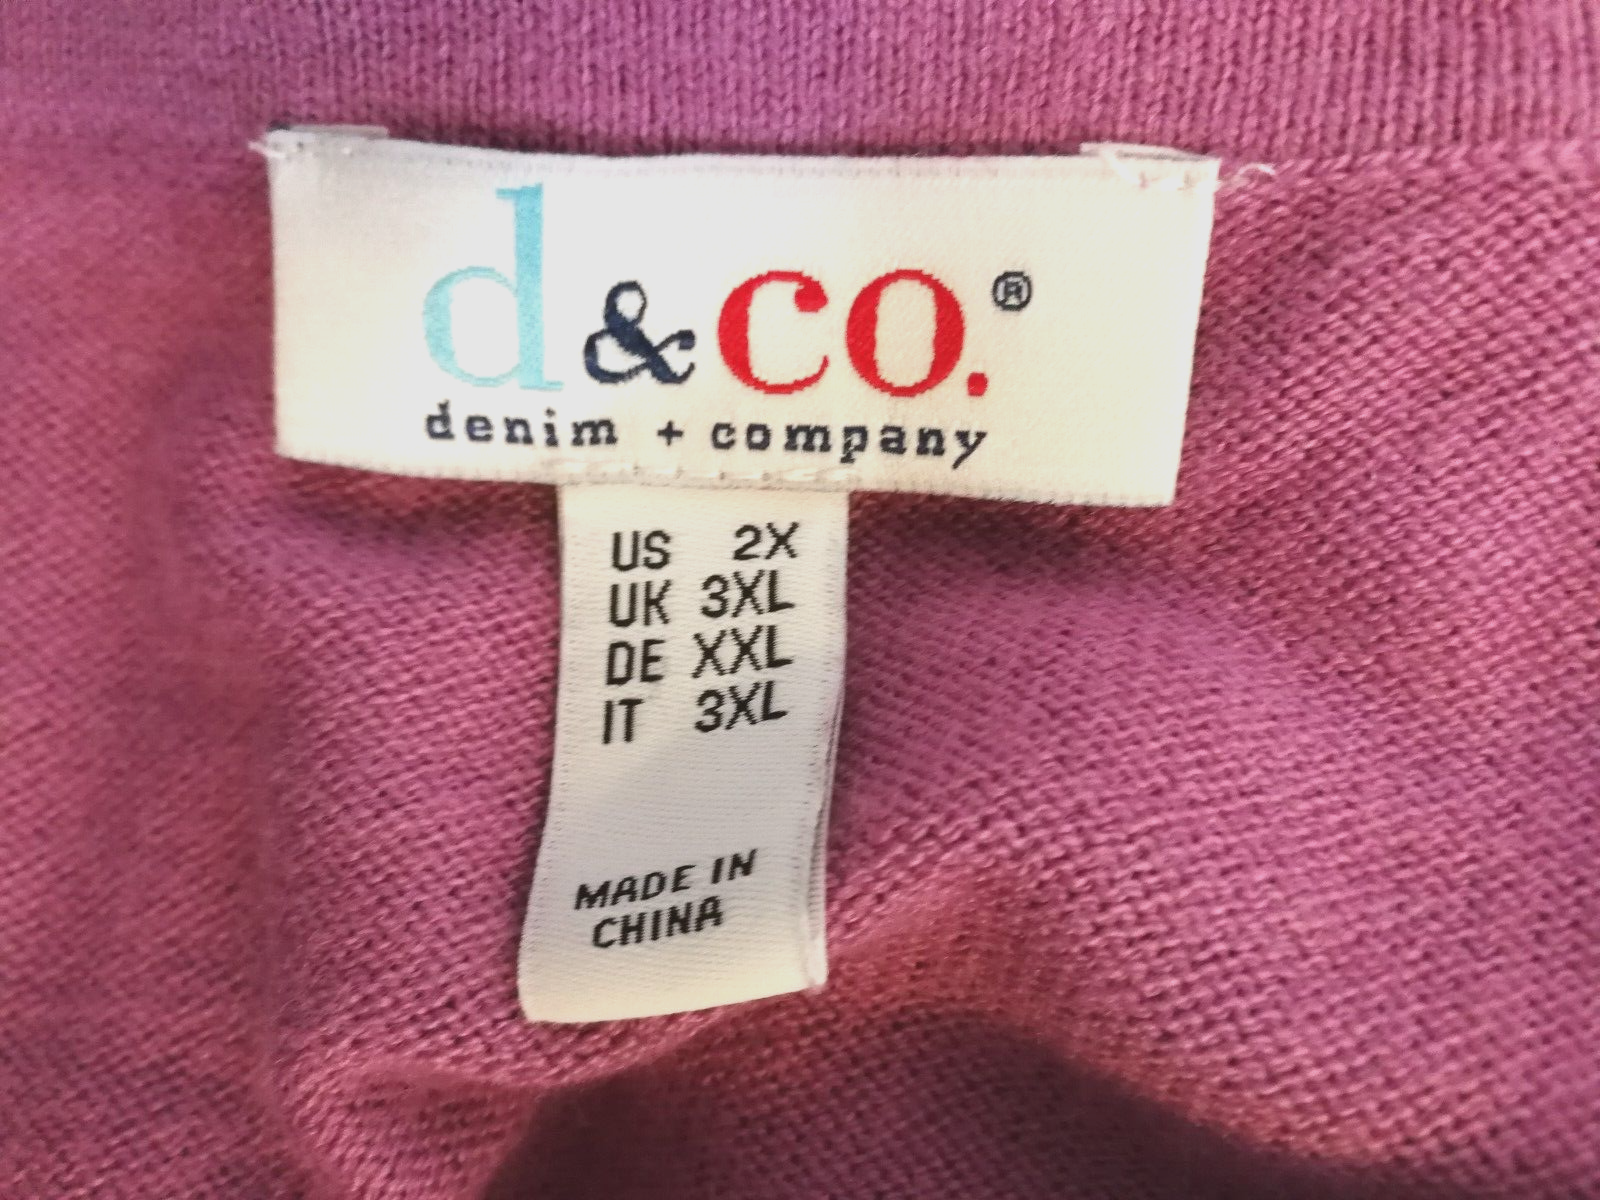 d&co.®
denim + company
US 2X
UK 3XL
DE XXL
IT 3XL
MADE IN
CHINA